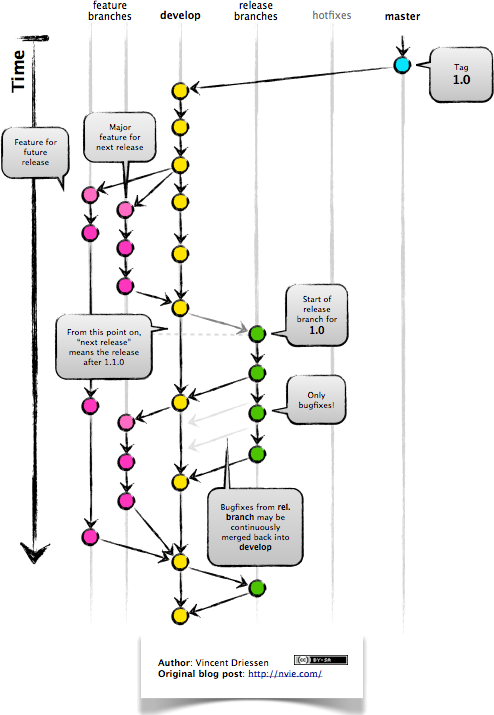 feature
branches
develop
release
branches
hotfixes
master
Time
Tag
1.0
Major
feature for
next release
Feature for
future
release
Start of
release
branch for
1.0
From this point on,
“next release”
means the release
after 1.1.0
Only
bugfixes!
Bugfixes from rel.
branch may be
continuously
merged back into
develop
Author: Vincent Driessen
Original blog post: http://nvie.com/
(cc) BY-SA